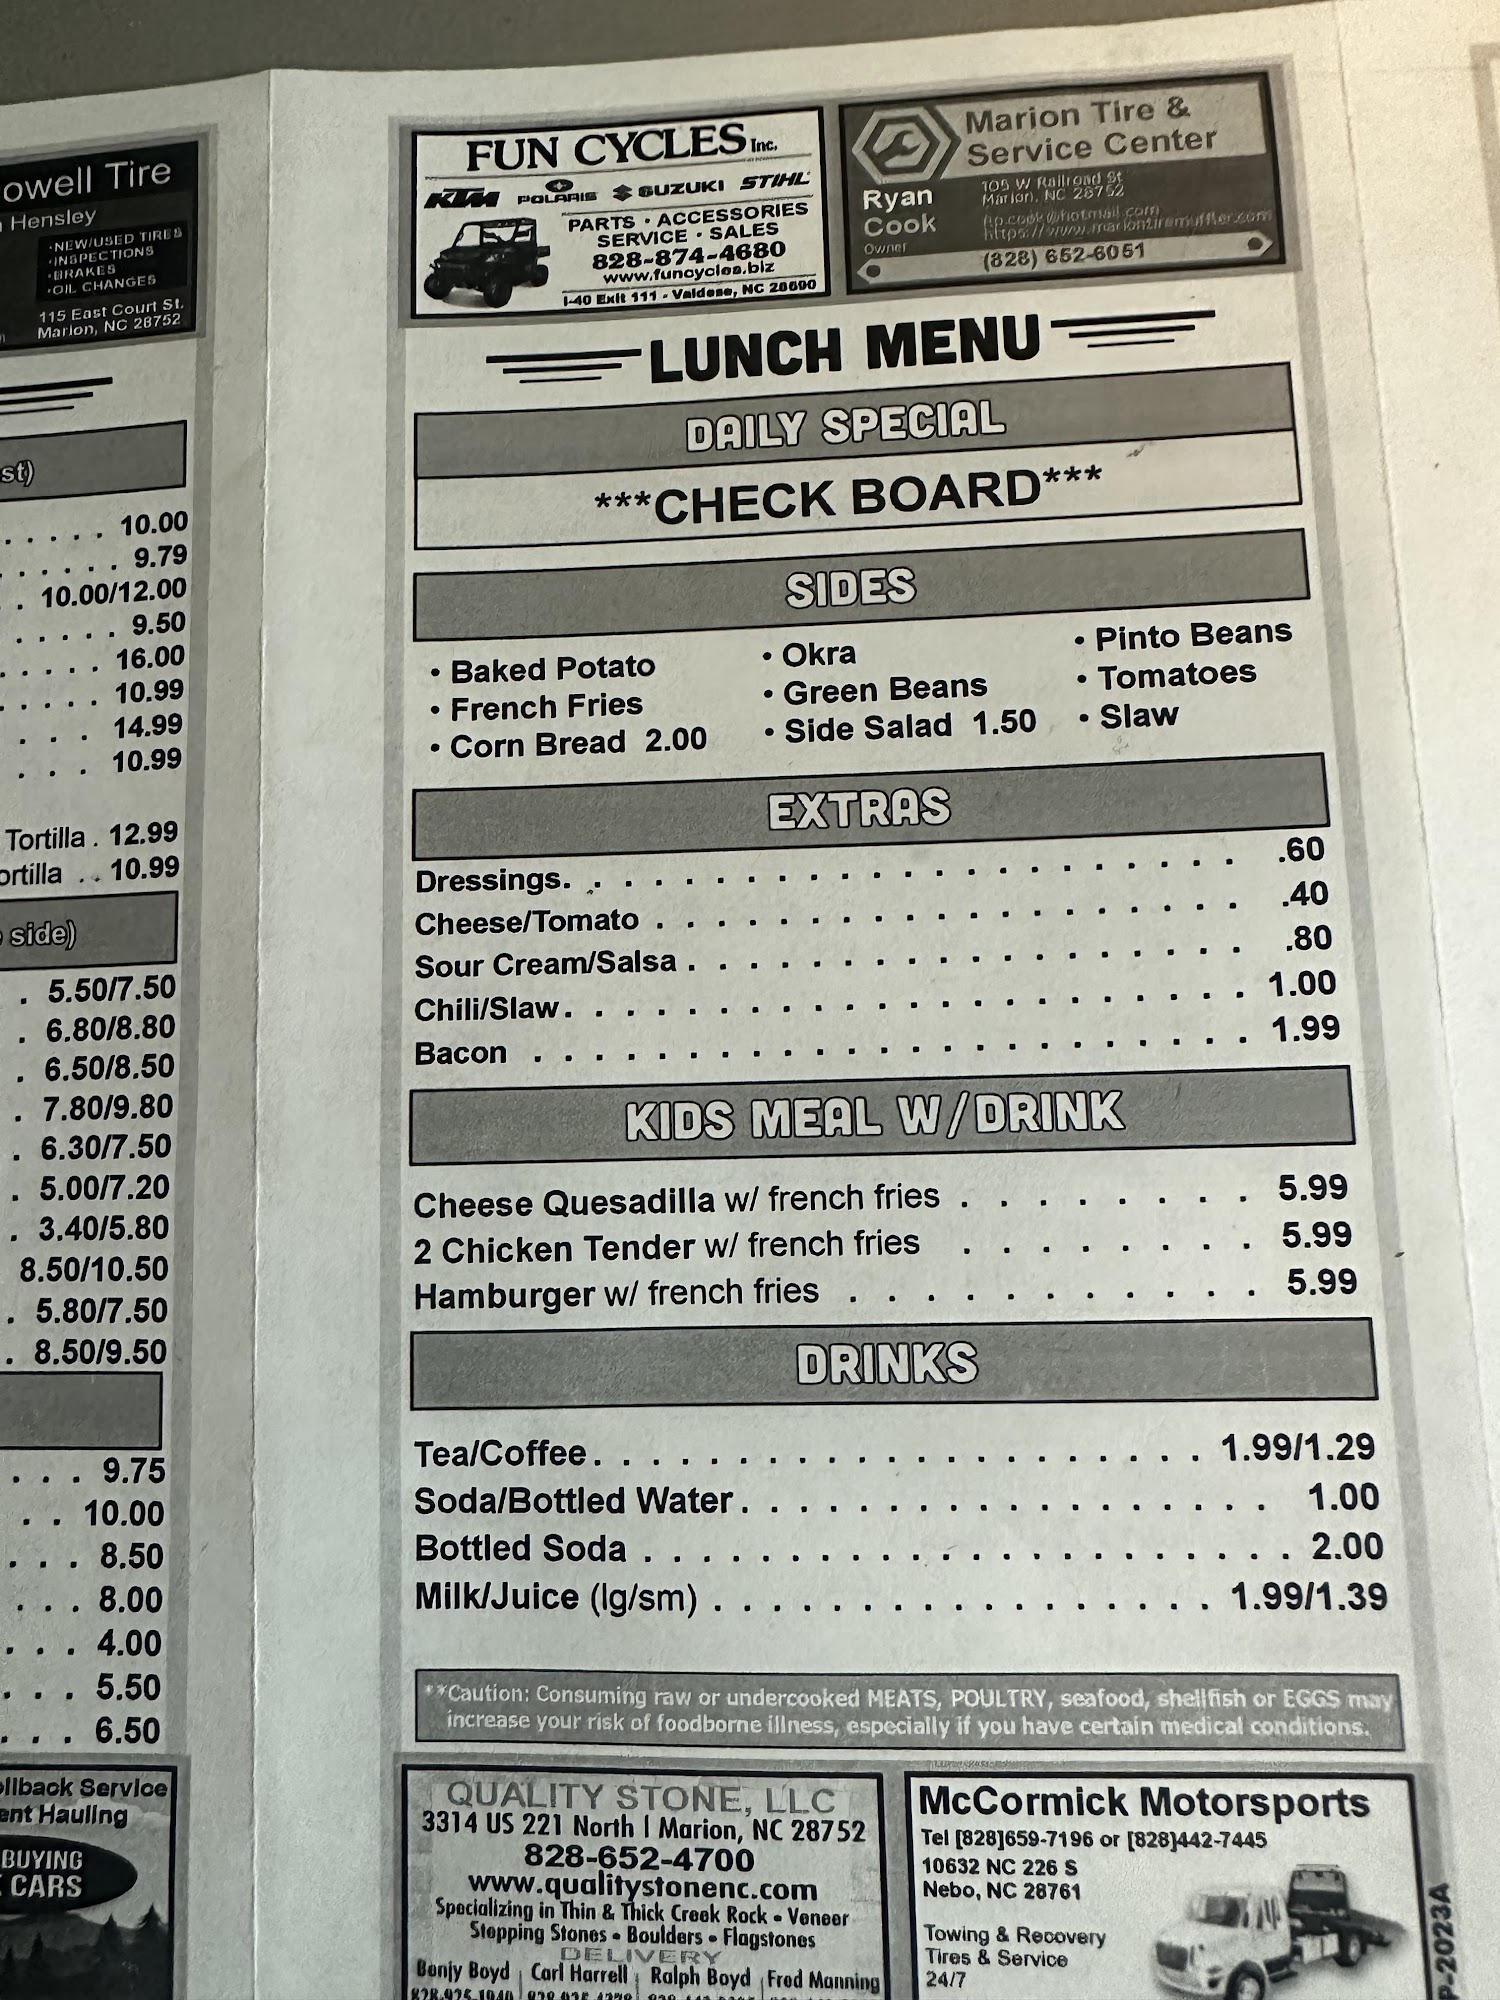 owell Tire
Hensley
·NEW/USED TIRES
·INSPECTIONS
·BRAKES
·OIL CHANGES
115 East Court St.
Marion, NC 28752
st)
. . . . . 10.00
. . . . . . 9.79
. . 10.00/12.00
. . . . . 9.50
. . . . . 16.00
. . . . . 10.99
. . . 14.99
. . . 10.99
Tortilla . 12.99
ortilla . . 10.99
side)
. 5.50/7.50
. 6.80/8.80
. 6.50/8.50
. 7.80/9.80
. 6.30/7.50
. 5.00/7.20
. 3.40/5.80
8.50/10.50
. 5.80/7.50
. 8.50/9.50
. . . 9.75
. . 10.00
. . . 8.50
. . . 8.00
. . . 4.00
. . . 5.50
. . . 6.50
ollback Service
ent Hauling
BUYING
CARS
FUN CYCLES Inc.
KTM POLARIS SUZUKI STIHL
PARTS · ACCESSORIES
SERVICE · SALES
828-874-4680
www.funcycles.biz
I-40 Exit 111 - Valdese, NC 28690
Marion Tire &
Service Center
Ryan
Cook
Owner
105 W Railroad St
Marion, NC 28752
(828) 652-6051
LUNCH MENU
DAILY SPECIAL
***CHECK BOARD***
SIDES
• Baked Potato
• French Fries
• Corn Bread 2.00
• Okra
• Green Beans
• Side Salad 1.50
• Pinto Beans
• Tomatoes
• Slaw
EXTRAS
Dressings. . . . . . . . . . . . . . . . . . .60
Cheese/Tomato . . . . . . . . . . . . . . . . .40
Sour Cream/Salsa . . . . . . . . . . . . . . . .80
Chili/Slaw. . . . . . . . . . . . . . . . . . 1.00
Bacon . . . . . . . . . . . . . . . . . . . . 1.99
KIDS MEAL W/DRINK
Cheese Quesadilla w/ french fries . . . . . . . . 5.99
2 Chicken Tender w/ french fries . . . . . . . . 5.99
Hamburger w/ french fries . . . . . . . . . . . 5.99
DRINKS
Tea/Coffee. . . . . . . . . . . . . . . . . . 1.99/1.29
Soda/Bottled Water. . . . . . . . . . . . . . . . 1.00
Bottled Soda . . . . . . . . . . . . . . . . . . . 2.00
Milk/Juice (lg/sm) . . . . . . . . . . . . . . 1.99/1.39
**Caution: Consuming raw or undercooked MEATS, POULTRY, seafood, shellfish or EGGS may
increase your risk of foodborne illness, especially if you have certain medical conditions.
QUALITY STONE, LLC
3314 US 221 North | Marion, NC 28752
828-652-4700
www.qualitystonenc.com
Specializing in Thin & Thick Creek Rock • Veneer
Stepping Stones • Boulders • Flagstones
DELIVERY
Benjy Boyd | Carl Harrell | Ralph Boyd | Fred Manning
McCormick Motorsports
Tel [828]659-7196 or [828]442-7445
10632 NC 226 S
Nebo, NC 28761
Towing & Recovery
Tires & Service
24/7
P-2023A